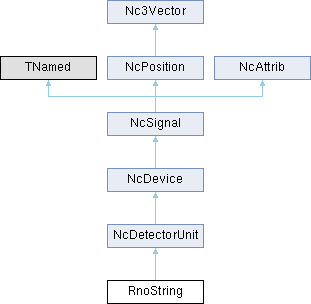 Nc3Vector
TNamed
NcPosition
NcAttrib
NcSignal
NcDevice
NcDetectorUnit
RnoString